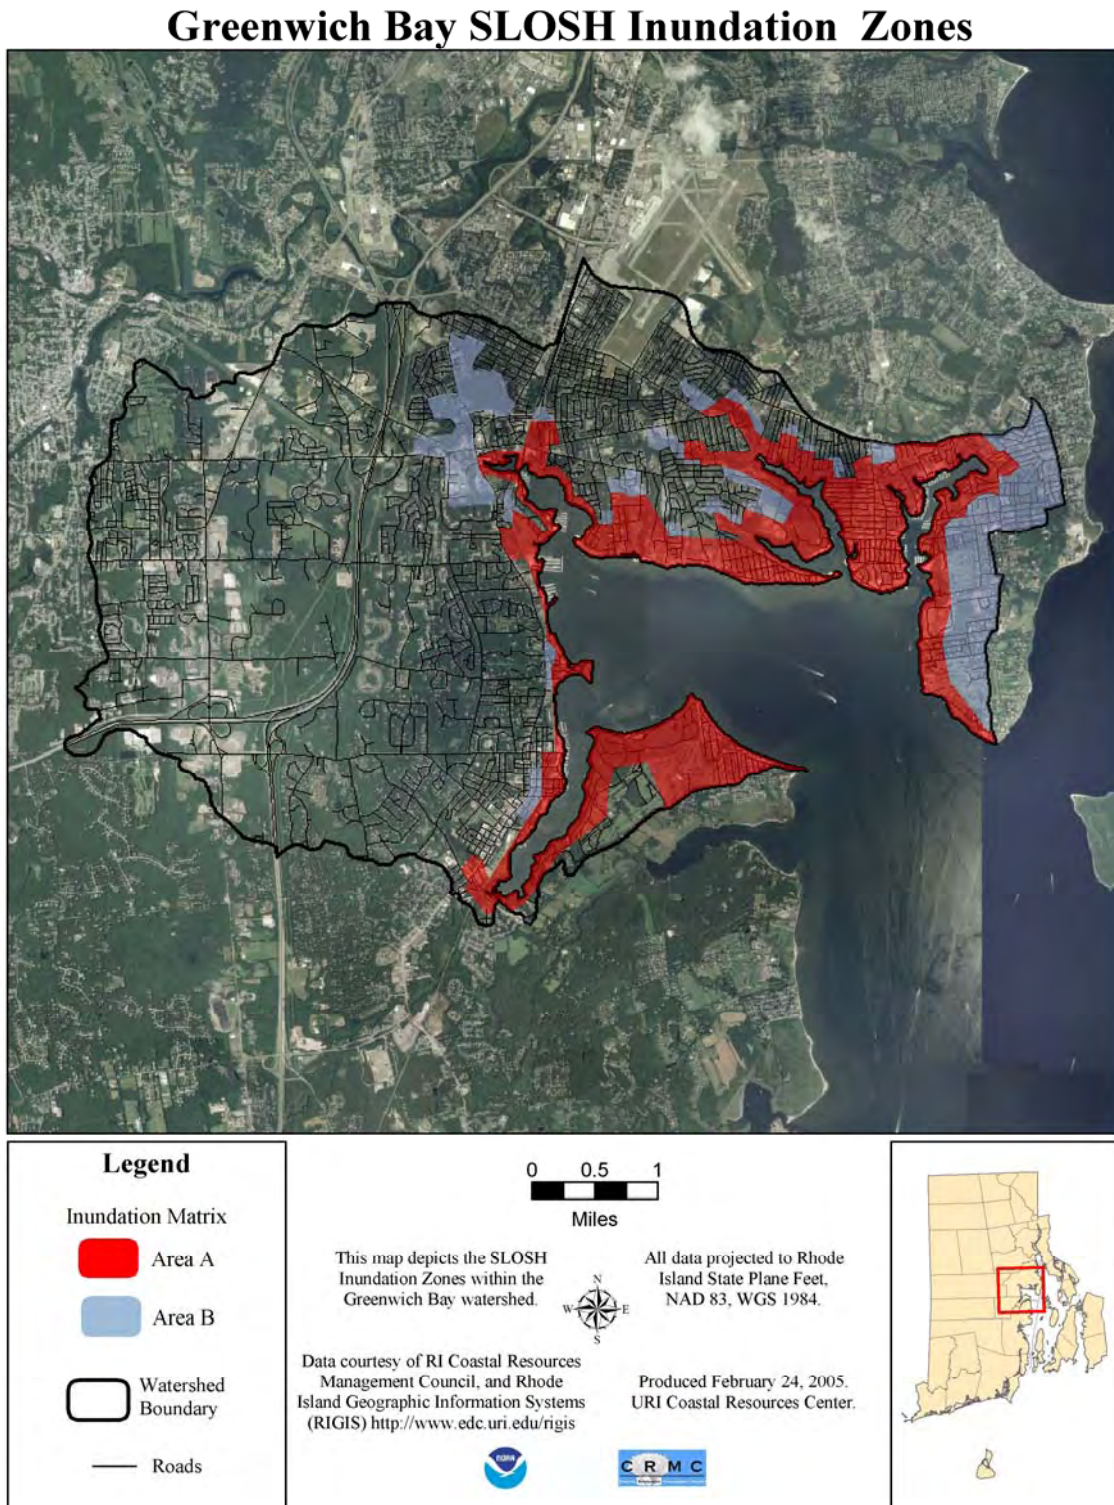 Greenwich Bay SLOSH Inundation Zones
Legend
Inundation Matrix
Area A
Area B
Watershed
Boundary
Roads
0 0.5 1
Miles
This map depicts the SLOSH
Inundation Zones within the
Greenwich Bay watershed.
N
W
E
S
All data projected to Rhode
Island State Plane Feet,
NAD 83, WGS 1984.
Data courtesy of RI Coastal Resources
Management Council, and Rhode
Island Geographic Information Systems
(RIGIS) http://www.edc.uri.edu/rigis
Produced February 24, 2005.
URI Coastal Resources Center.
noaa
CRMC